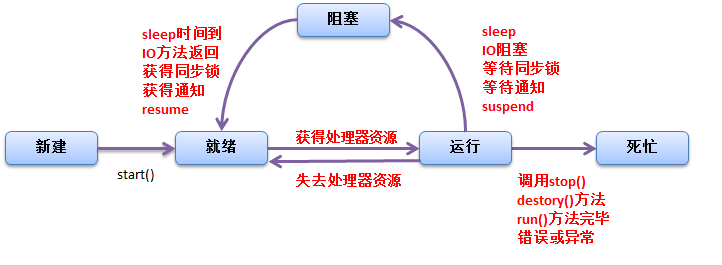 阻塞
sleep时间到
IO方法返回
获得同步锁
获得通知
resume
sleep
IO阻塞
等待同步锁
等待通知
suspend
新建
start()
就绪
获得处理器资源
失去处理器资源
运行
死忙
调用stop()
destory()方法
run()方法完毕
错误或异常